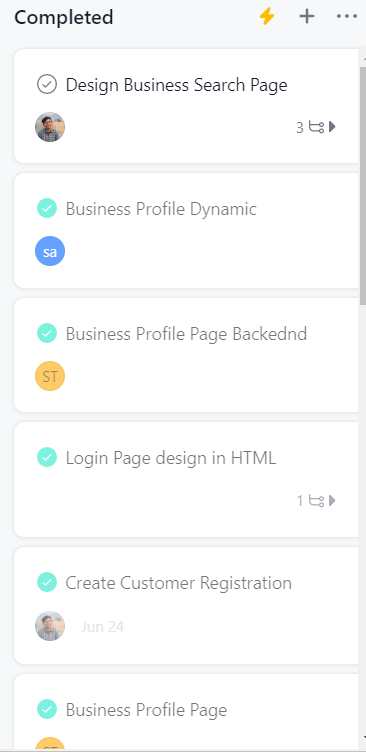 Completed
Design Business Search Page
3
Business Profile Dynamic
sa
Business Profile Page Backednd
ST
Login Page design in HTML
1
Create Customer Registration
Jun 24
Business Profile Page
ST